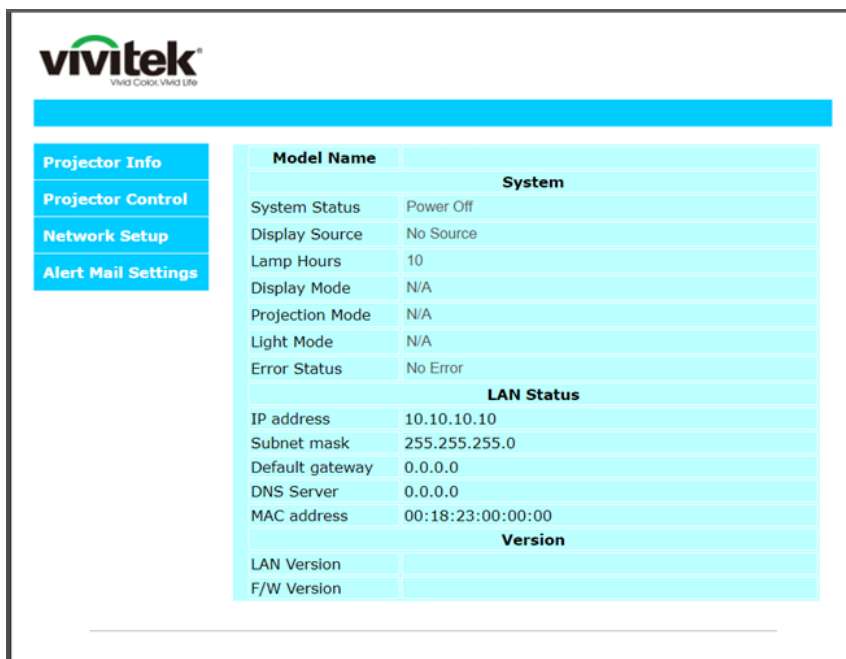 vivitek®
Vivid Color, Vivid Life
Projector Info
Projector Control
Network Setup
Alert Mail Settings
Model Name
System
System Status Power Off
Display Source No Source
Lamp Hours 10
Display Mode N/A
Projection Mode N/A
Light Mode N/A
Error Status No Error
LAN Status
IP address 10.10.10.10
Subnet mask 255.255.255.0
Default gateway 0.0.0.0
DNS Server 0.0.0.0
MAC address 00:18:23:00:00:00
Version
LAN Version
F/W Version